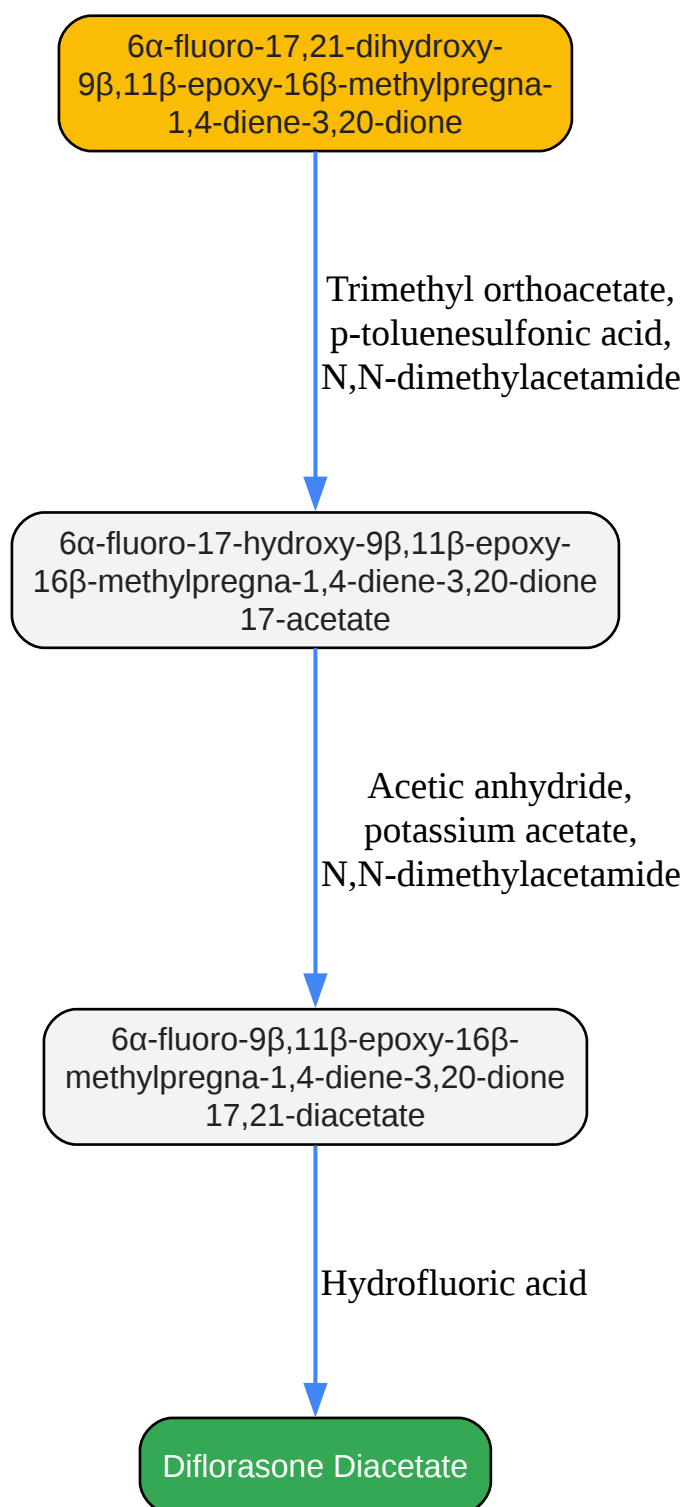 6α-fluoro-17,21-dihydroxy-
9β,11β-epoxy-16β-methylpregna-
1,4-diene-3,20-dione
Trimethyl orthoacetate,
p-toluenesulfonic acid,
N,N-dimethylacetamide
6α-fluoro-17-hydroxy-9β,11β-epoxy-
16β-methylpregna-1,4-diene-3,20-dione
17-acetate
Acetic anhydride,
potassium acetate,
N,N-dimethylacetamide
6α-fluoro-9β,11β-epoxy-16β-
methylpregna-1,4-diene-3,20-dione
17,21-diacetate
Hydrofluoric acid
Diflorasone Diacetate